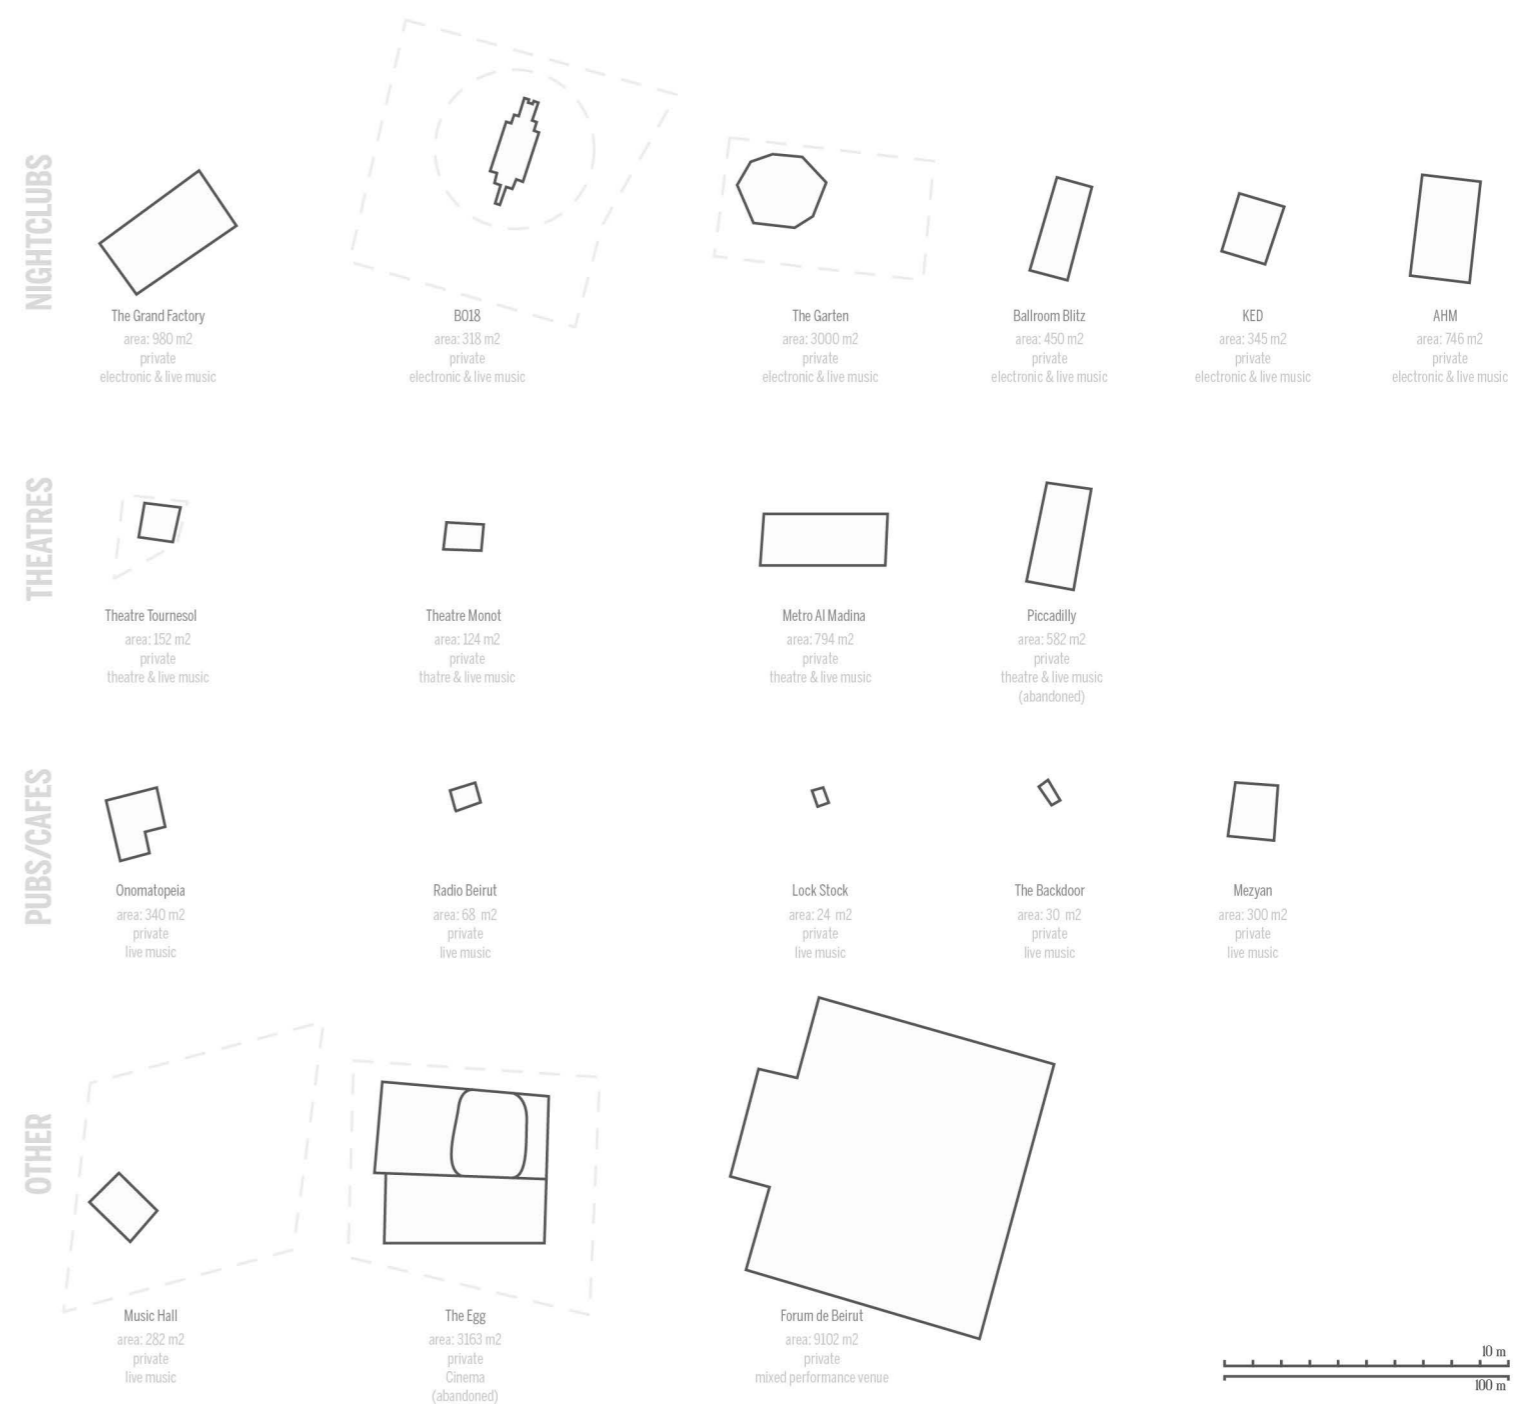 NIGHTCLUBS
The Grand Factory
area: 980 m2
private
electronic & live music
B018
area: 318 m2
private
electronic & live music
The Garten
area: 3000 m2
private
electronic & live music
Ballroom Blitz
area: 450 m2
private
electronic & live music
KED
area: 345 m2
private
electronic & live music
AHM
area: 746 m2
private
electronic & live music
THEATRES
Theatre Tournesol
area: 152 m2
private
theatre & live music
Theatre Monot
area: 124 m2
private
thatre & live music
Metro Al Madina
area: 794 m2
private
theatre & live music
Piccadilly
area: 582 m2
private
theatre & live music
(abandoned)
PUBS/CAFES
Onomatopeia
area: 340 m2
private
live music
Radio Beirut
area: 68 m2
private
live music
Lock Stock
area: 24 m2
private
live music
The Backdoor
area: 30 m2
private
live music
Mezyan
area: 300 m2
private
live music
OTHER
Music Hall
area: 282 m2
private
live music
The Egg
area: 3163 m2
private
Cinema
(abandoned)
Forum de Beirut
area: 9102 m2
private
mixed performance venue
10 m
100 m